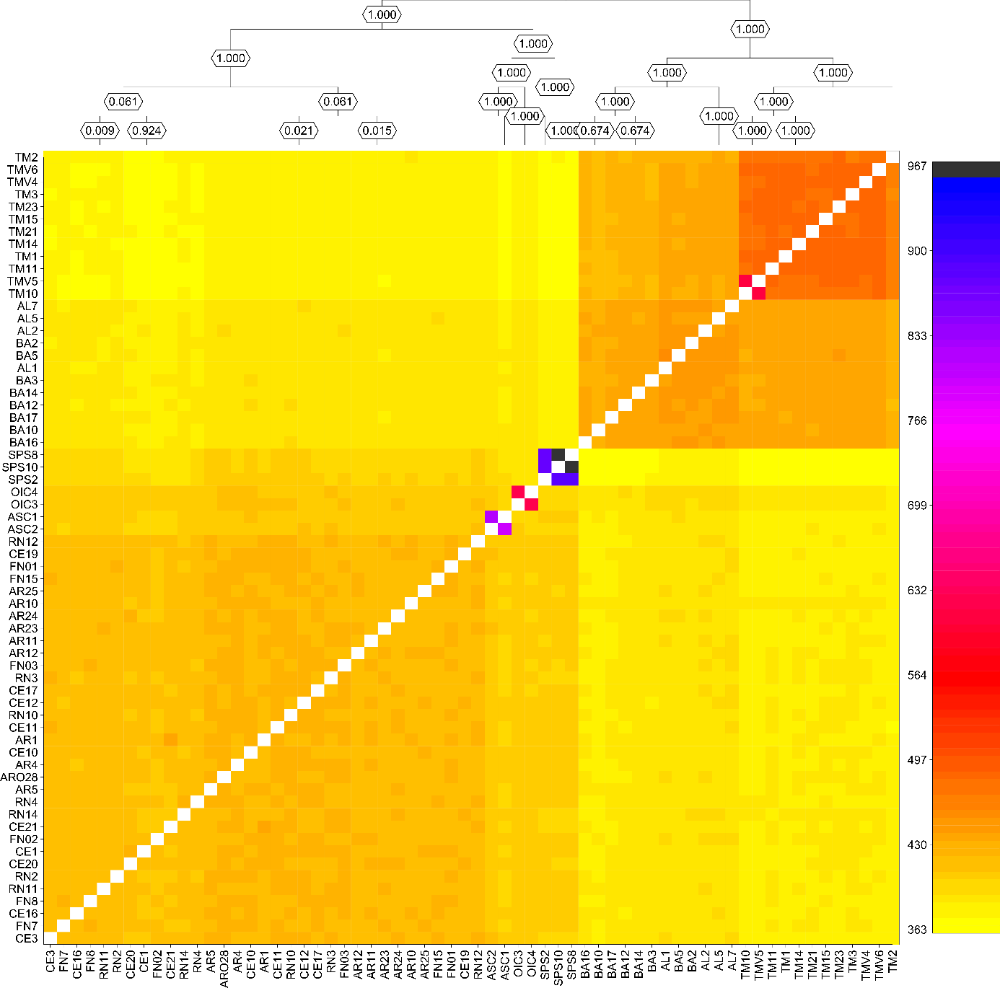 1.000
1.000
1.000
1.000
1.000
1.000
1.000
1.000
1.000
0.061
0.061
1.000
1.000
1.000
1.000
1.000
0.009
0.924
0.021
0.015
1.000
0.674
0.674
1.000
1.000
TM2
TMV6
TMV4
TM3
TM23
TM15
TM21
TM14
TM1
TM11
TMV5
TM10
AL7
AL5
AL2
BA2
BA5
AL1
BA3
BA14
BA12
BA17
BA10
BA16
SPS8
SPS10
SPS2
OIC4
OIC3
ASC1
ASC2
RN12
CE19
FN01
FN15
AR25
AR10
AR24
AR23
AR11
AR12
FN03
RN3
CE17
CE12
RN10
CE11
AR1
CE10
AR4
ARO28
AR5
RN4
RN14
CE21
FN02
CE1
CE20
RN2
RN11
FN8
CE16
FN7
CE3
967
900
833
766
699
632
564
497
430
363
CE3
FN7
CE16
FN8
RN11
RN2
CE20
CE1
FN02
CE21
RN14
RN4
AR5
ARO28
AR4
CE10
AR1
CE11
RN10
CE12
CE17
RN3
FN03
AR12
AR11
AR23
AR24
AR10
AR25
FN15
FN01
CE19
RN12
ASC2
ASC1
OIC3
OIC4
SPS2
SPS10
SPS8
BA16
BA10
BA17
BA12
BA14
BA3
AL1
BA5
BA2
AL2
AL5
AL7
TM10
TMV5
TM11
TM1
TM14
TM21
TM15
TM23
TM3
TMV4
TMV6
TM2